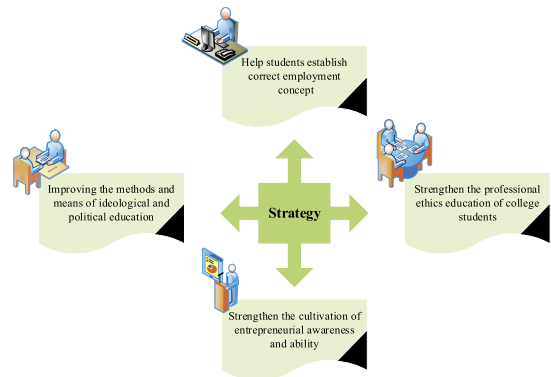 Help students establish
correct employment
concept
Improving the methods and
means of ideological and
political education
Strategy
Strengthen the professional
ethics education of college
students
Strengthen the cultivation of
entrepreneurial awareness
and ability